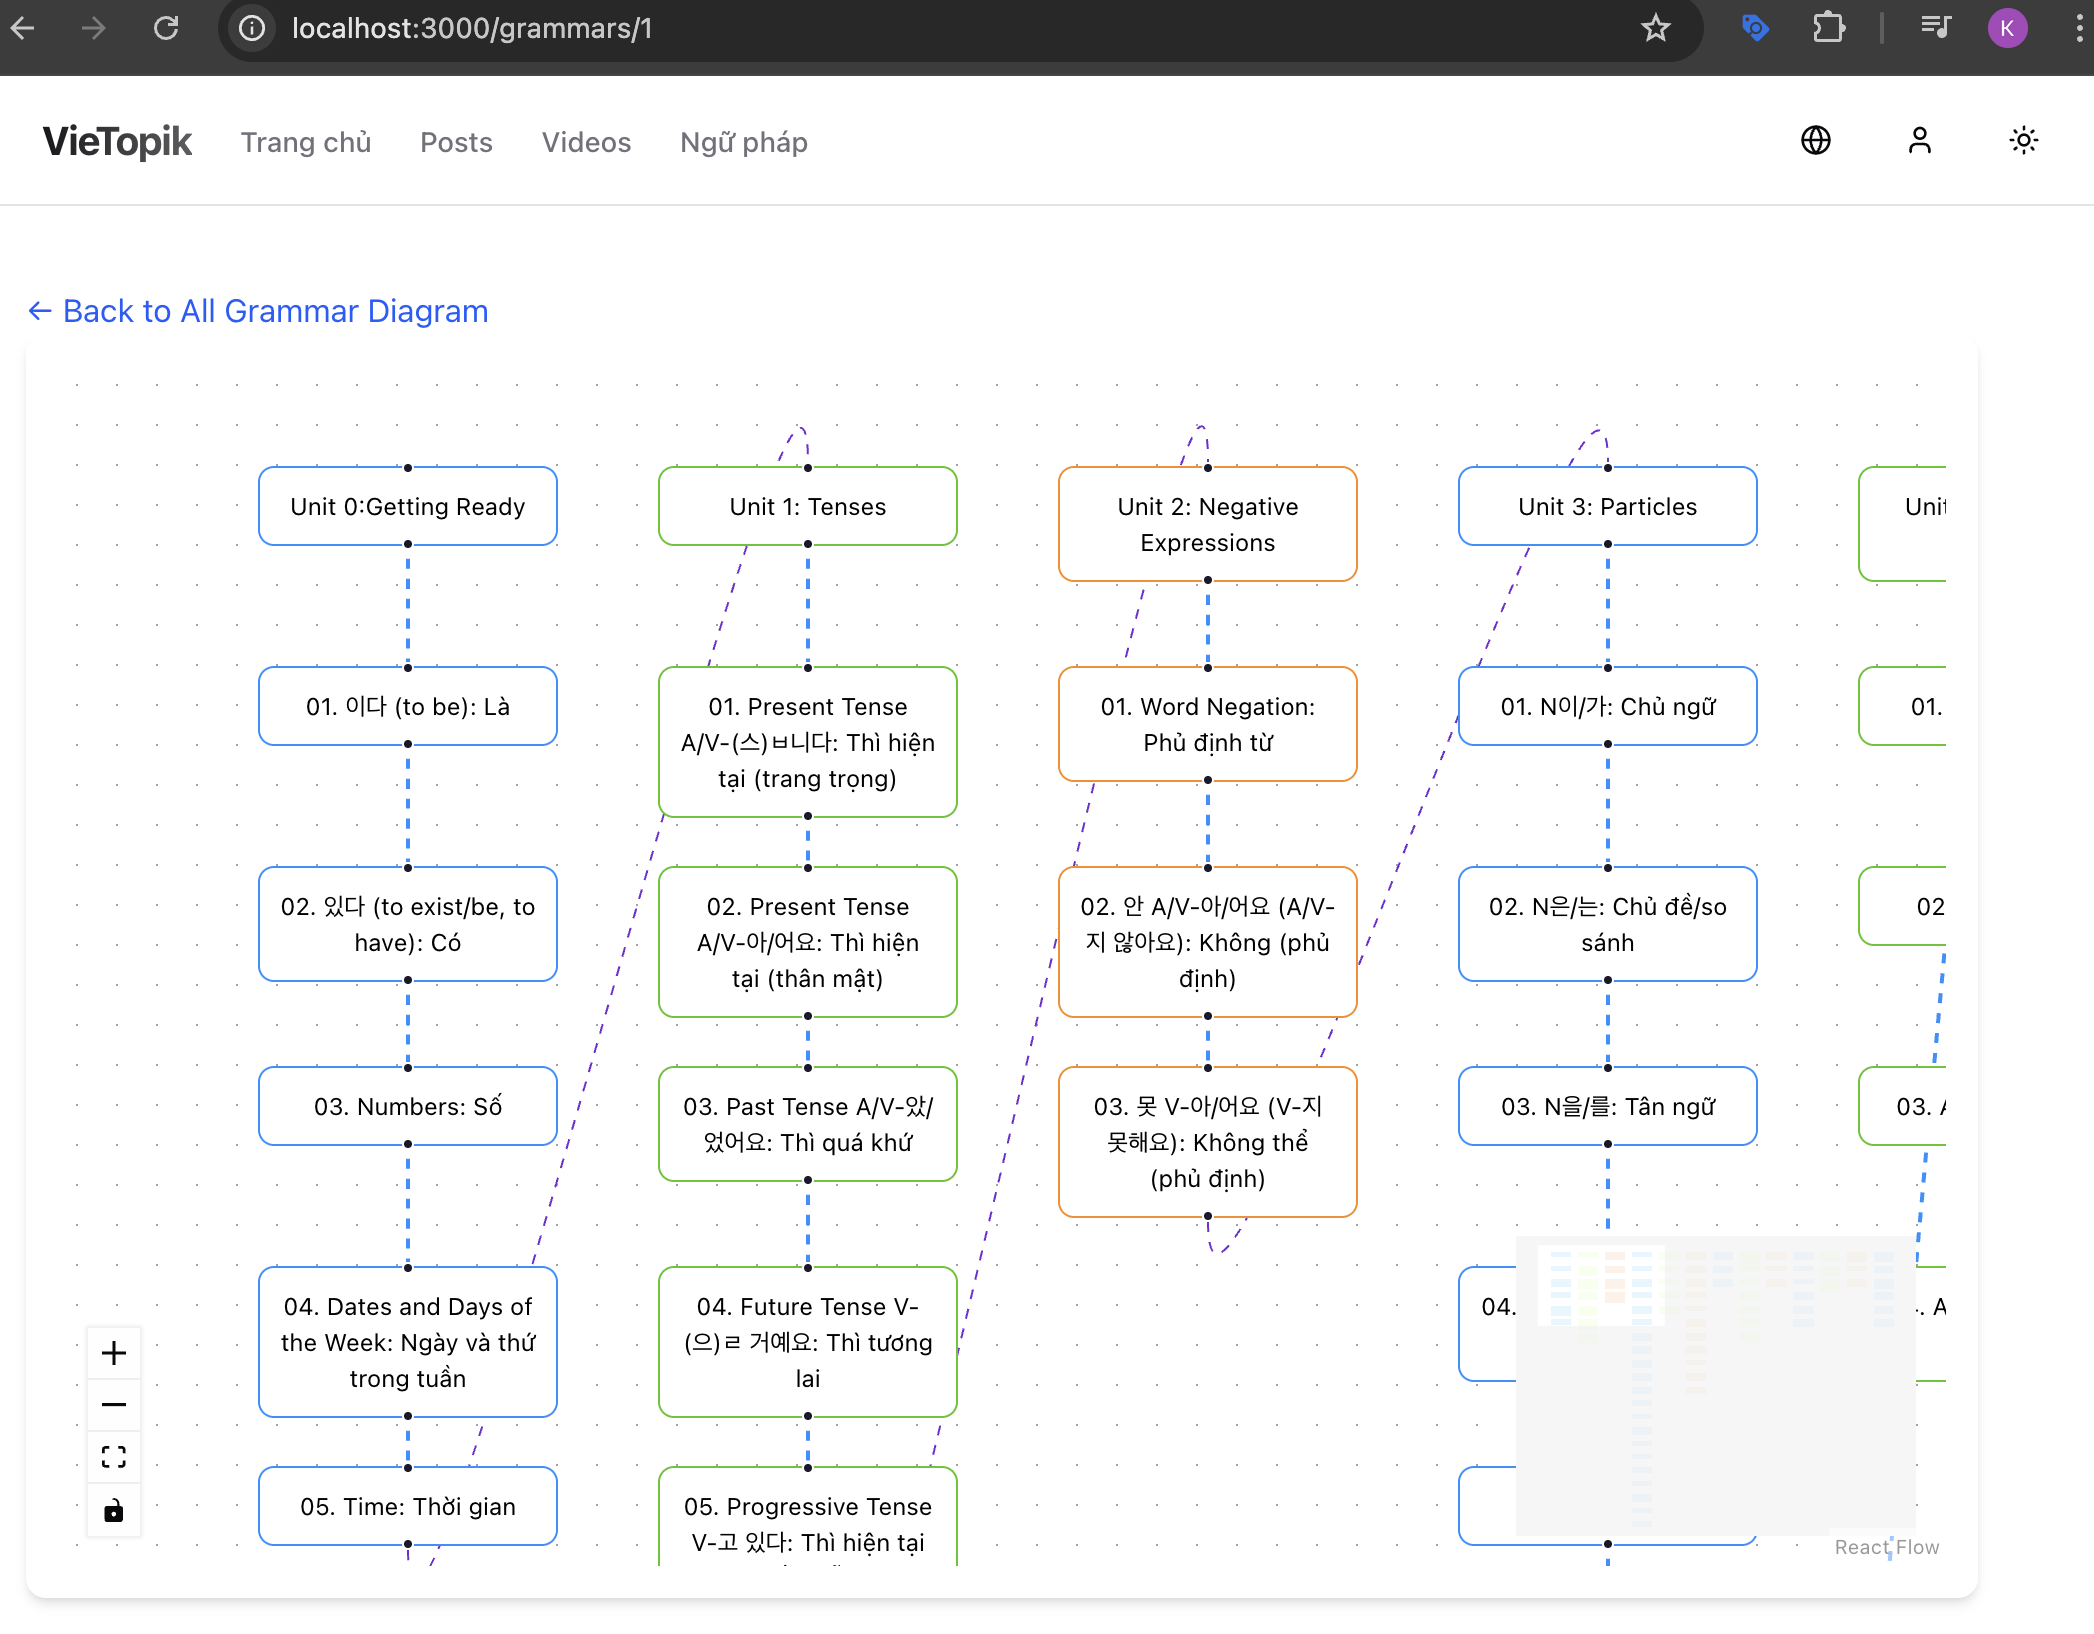 localhost:3000/grammars/1
K
VieTopik
Trang chủ
Posts
Videos
Ngữ pháp
← Back to All Grammar Diagram
Unit 0:Getting Ready
01. 이다 (to be): Là
02. 있다 (to exist/be, to
have): Có
03. Numbers: Số
04. Dates and Days of
the Week: Ngày và thứ
trong tuần
05. Time: Thời gian
Unit 1: Tenses
01. Present Tense
A/V-(스)ㅂ니다: Thì hiện
tại (trang trọng)
02. Present Tense
A/V-아/어요: Thì hiện
tại (thân mật)
03. Past Tense A/V-았/
었어요: Thì quá khứ
04. Future Tense V-
(으)ㄹ 거예요: Thì tương
lai
05. Progressive Tense
V-고 있다: Thì hiện tại
Unit 2: Negative
Expressions
01. Word Negation:
Phủ định từ
02. 안 A/V-아/어요 (A/V-
지 않아요): Không (phủ
định)
03. 못 V-아/어요 (V-지
못해요): Không thể
(phủ định)
Unit 3: Particles
01. N이/가: Chủ ngữ
02. N은/는: Chủ đề/so
sánh
03. N을/를: Tân ngữ
04.
Unit
01.
02
03. A
. A
React Flow